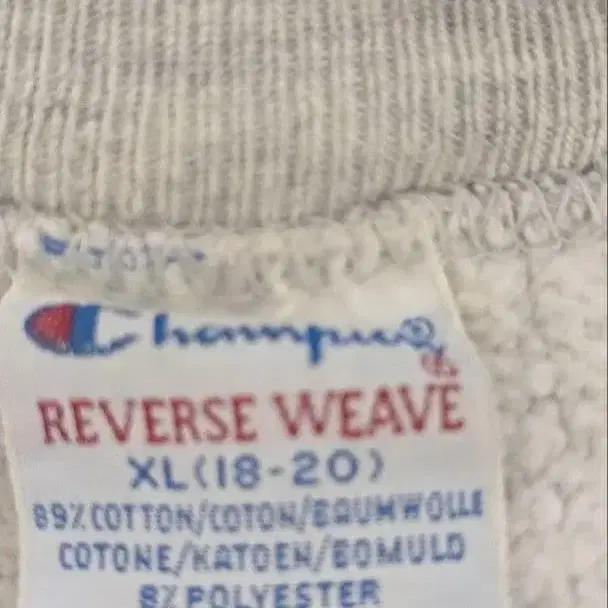 Champion®
REVERSE WEAVE®
XL(18-20)
89%COTTON/COTON/BAUMWOLLE
COTONE/KATOEN/BOMULD
8%POLYESTER